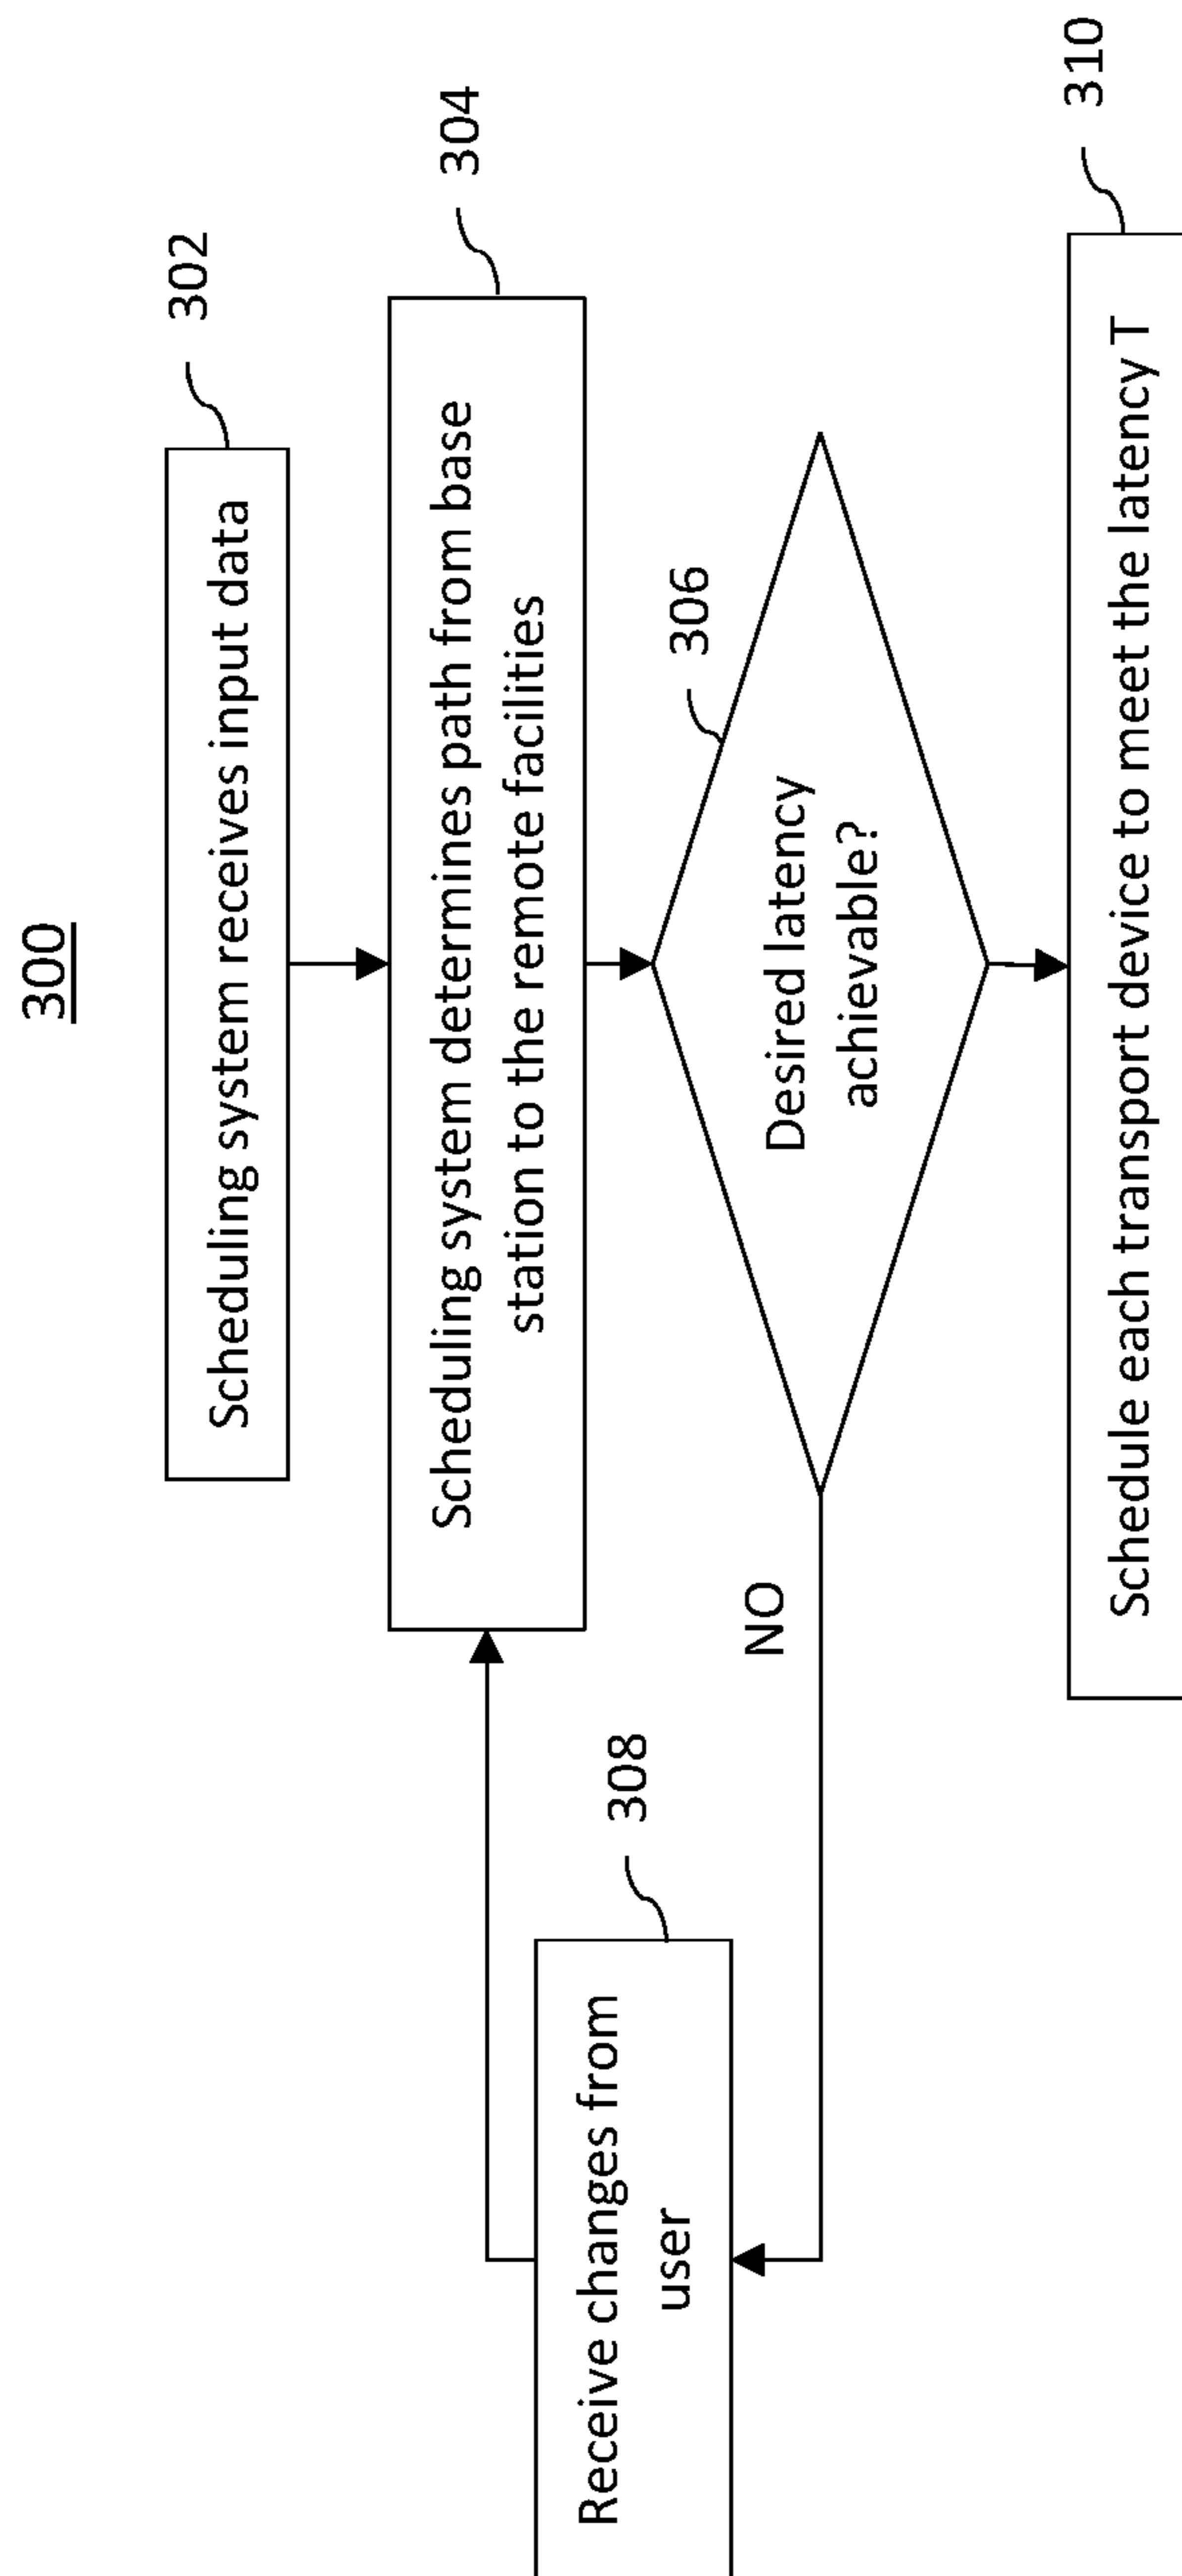 300
302
Scheduling system receives input data
304
Scheduling system determines path from base
station to the remote facilities
306
Desired latency
achievable?
NO
308
Receive changes from
user
310
Schedule each transport device to meet the latency T